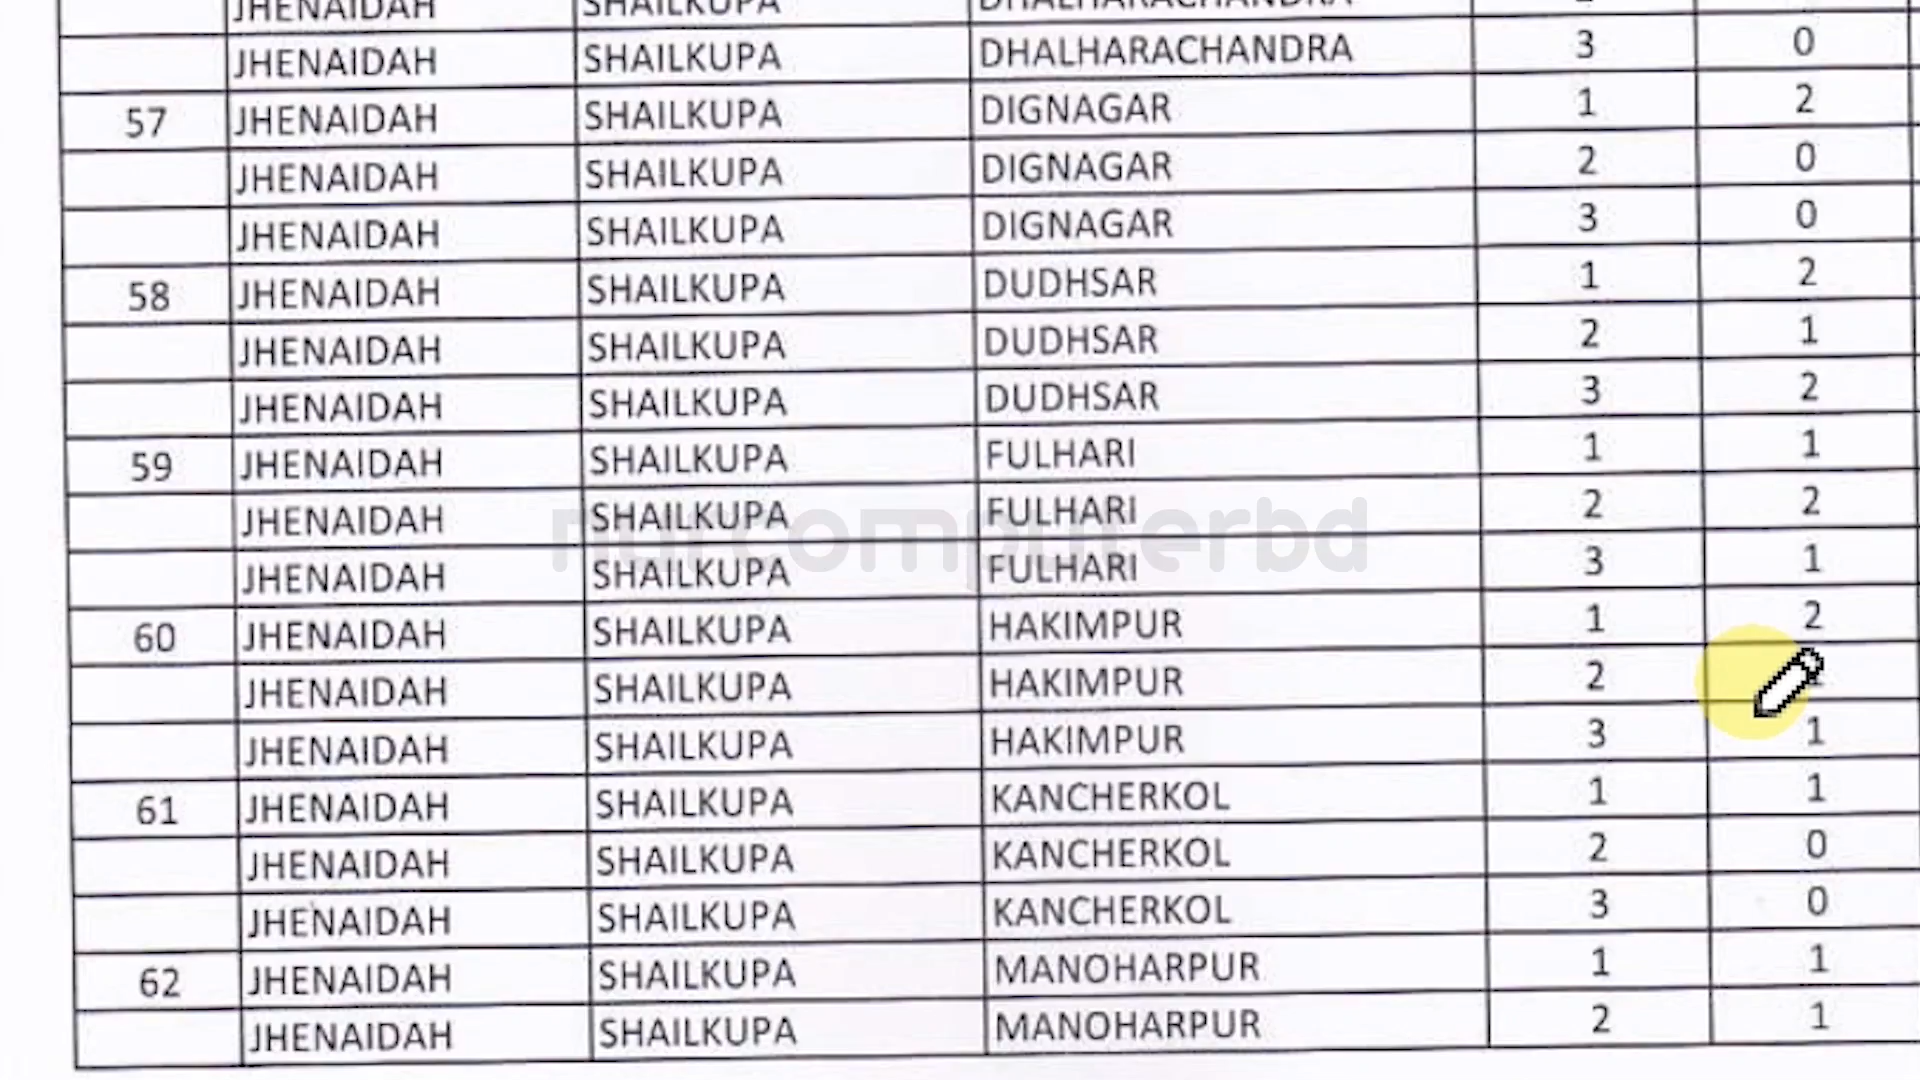 JHENAIDAH SHAILKUPA DHALHARACHANDRA
JHENAIDAH SHAILKUPA DHALHARACHANDRA 3 0
57 JHENAIDAH SHAILKUPA DIGNAGAR 1 2
JHENAIDAH SHAILKUPA DIGNAGAR 2 0
JHENAIDAH SHAILKUPA DIGNAGAR 3 0
58 JHENAIDAH SHAILKUPA DUDHSAR 1 2
JHENAIDAH SHAILKUPA DUDHSAR 2 1
JHENAIDAH SHAILKUPA DUDHSAR 3 2
59 JHENAIDAH SHAILKUPA FULHARI 1 1
JHENAIDAH SHAILKUPA FULHARI 2 2
nurcomputerbd
JHENAIDAH SHAILKUPA FULHARI 3 1
60 JHENAIDAH SHAILKUPA HAKIMPUR 1 2
JHENAIDAH SHAILKUPA HAKIMPUR 2
JHENAIDAH SHAILKUPA HAKIMPUR 3 1
61 JHENAIDAH SHAILKUPA KANCHERKOL 1 1
JHENAIDAH SHAILKUPA KANCHERKOL 2 0
JHENAIDAH SHAILKUPA KANCHERKOL 3 0
62 JHENAIDAH SHAILKUPA MANOHARPUR 1 1
JHENAIDAH SHAILKUPA MANOHARPUR 2 1